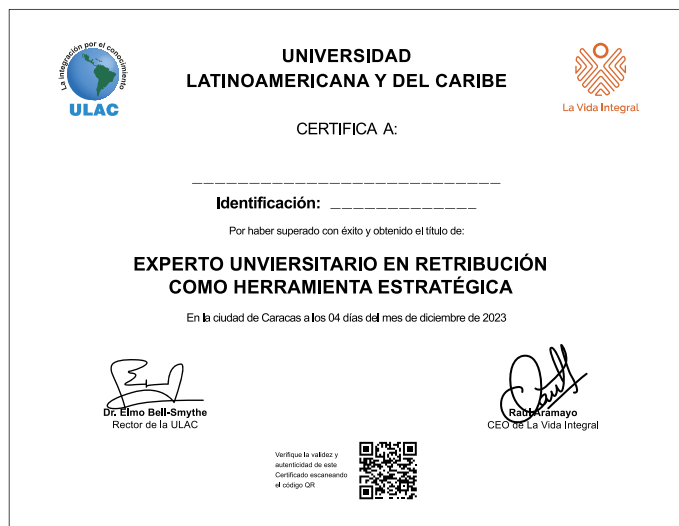 La integración por el conocimiento
ULAC
UNIVERSIDAD
LATINOAMERICANA Y DEL CARIBE
La Vida Integral
CERTIFICA A:
Identificación:
Por haber superado con éxito y obtenido el título de:
EXPERTO UNVIERSITARIO EN RETRIBUCIÓN
COMO HERRAMIENTA ESTRATÉGICA
En la ciudad de Caracas a los 04 días del mes de diciembre de 2023
Dr. Elmo Bell-Smythe
Rector de la ULAC
Raúl Aramayo
CEO de La Vida Integral
Verifique la validez y
autenticidad de este
Certificado escaneando
el código QR